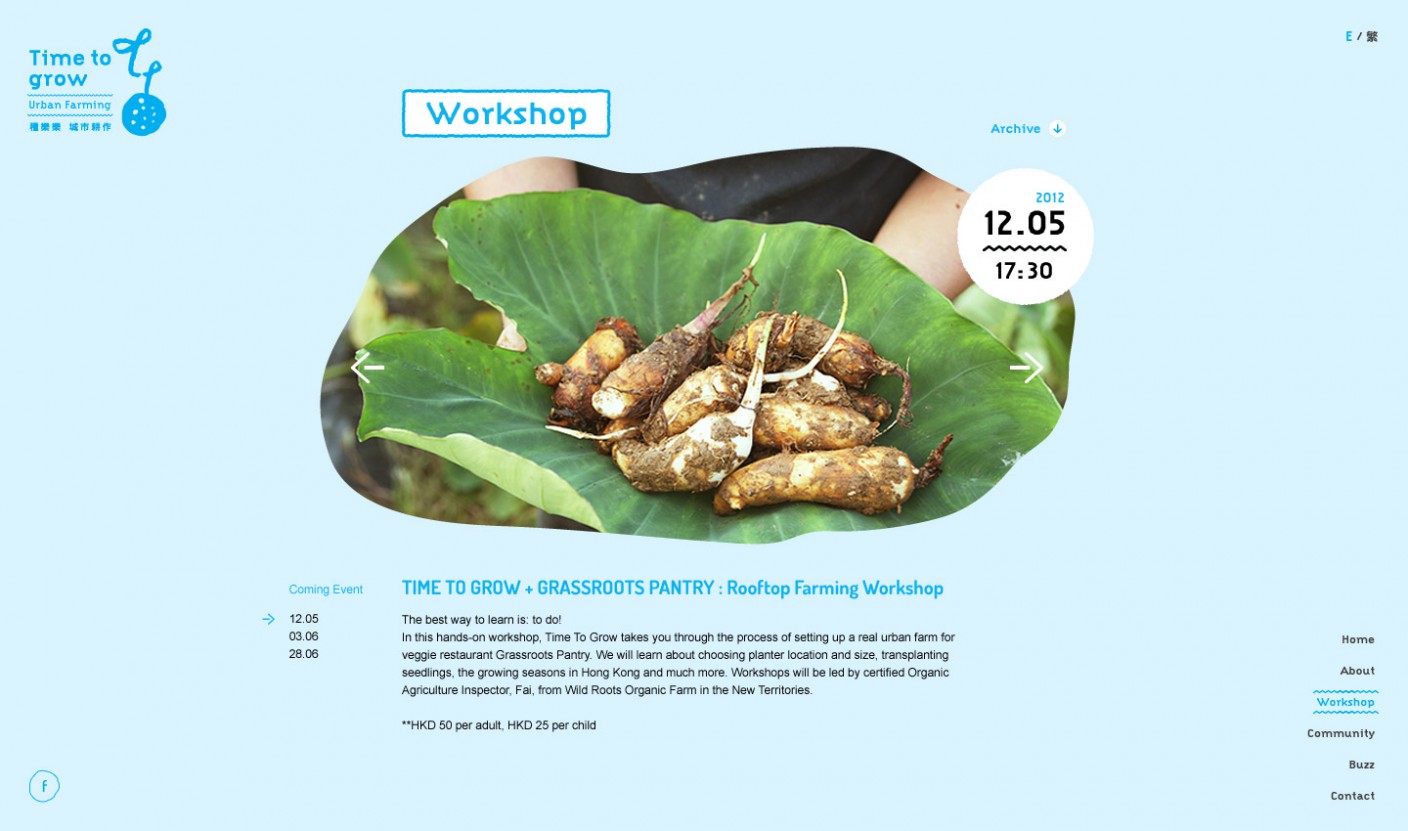 Time to
grow
Urban Farming
種樂樂 城市耕作
E / 繁
Workshop
Archive
2012
12.05
17:30
Coming Event
12.05
03.06
28.06
TIME TO GROW + GRASSROOTS PANTRY : Rooftop Farming Workshop
The best way to learn is: to do!
In this hands-on workshop, Time To Grow takes you through the process of setting up a real urban farm for
veggie restaurant Grassroots Pantry. We will learn about choosing planter location and size, transplanting
seedlings, the growing seasons in Hong Kong and much more. Workshops will be led by certified Organic
Agriculture Inspector, Fai, from Wild Roots Organic Farm in the New Territories.
**HKD 50 per adult, HKD 25 per child
Home
About
Workshop
Community
Buzz
Contact
f